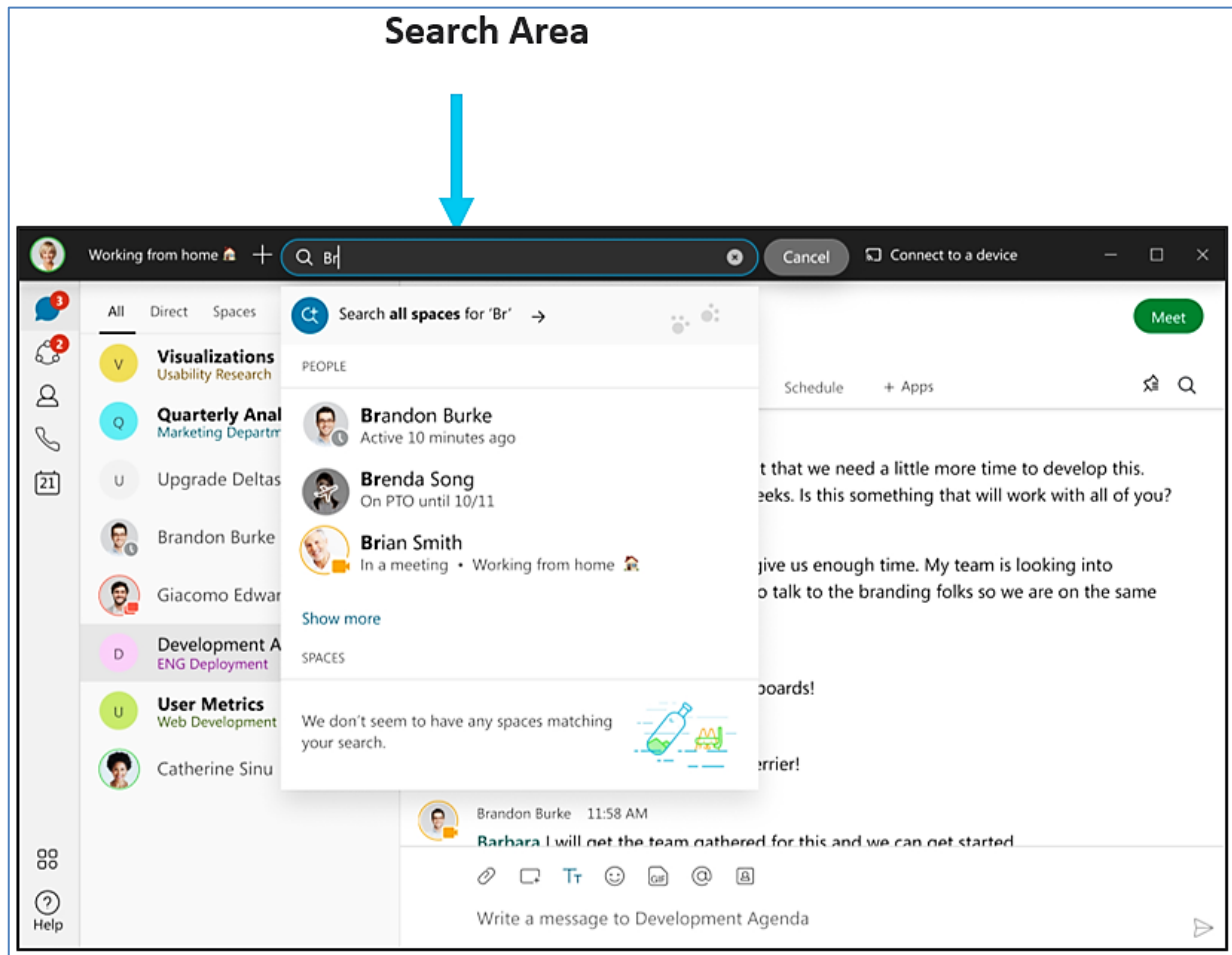 Search Area
Working from home
Br
Cancel
Connect to a device
3
All Direct Spaces
Search all spaces for 'Br'
Meet
2
Visualizations
Usability Research
PEOPLE
Schedule + Apps
Quarterly Anal
Marketing Departm
Brandon Burke
Active 10 minutes ago
21
U Upgrade Deltas
Brenda Song
On PTO until 10/11
t that we need a little more time to develop this.
eeks. Is this something that will work with all of you?
Brandon Burke
Brian Smith
In a meeting • Working from home
give us enough time. My team is looking into
o talk to the branding folks so we are on the same
Giacomo Edwar
Show more
D Development A
ENG Deployment
SPACES
boards!
U User Metrics
Web Development
We don't seem to have any spaces matching
your search.
Catherine Sinu
errier!
Brandon Burke 11:58 AM
Barbara I will get the team gathered for this and we can get started
GIF
Help
Write a message to Development Agenda
V
Q